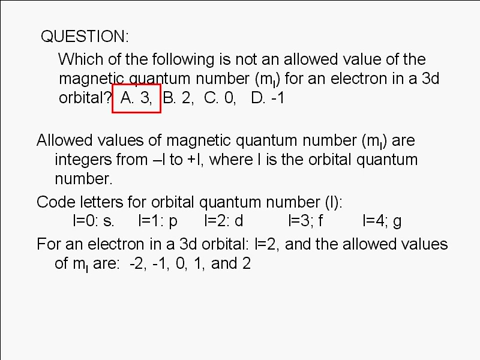 QUESTION:
Which of the following is not an allowed value of the
magnetic quantum number (ml) for an electron in a 3d
orbital? A. 3, B. 2, C. 0, D. -1
Allowed values of magnetic quantum number (ml) are
integers from –l to +l, where l is the orbital quantum
number.
Code letters for orbital quantum number (l):
l=0: s. l=1: p l=2: d l=3; f l=4; g
For an electron in a 3d orbital: l=2, and the allowed values
of ml are: -2, -1, 0, 1, and 2